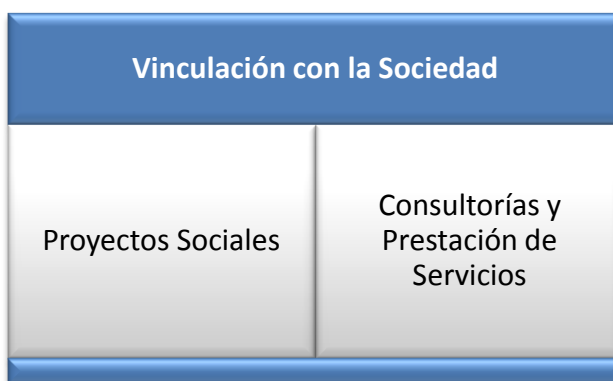 Vinculación con la Sociedad
Proyectos Sociales
Consultorías y
Prestación de
Servicios